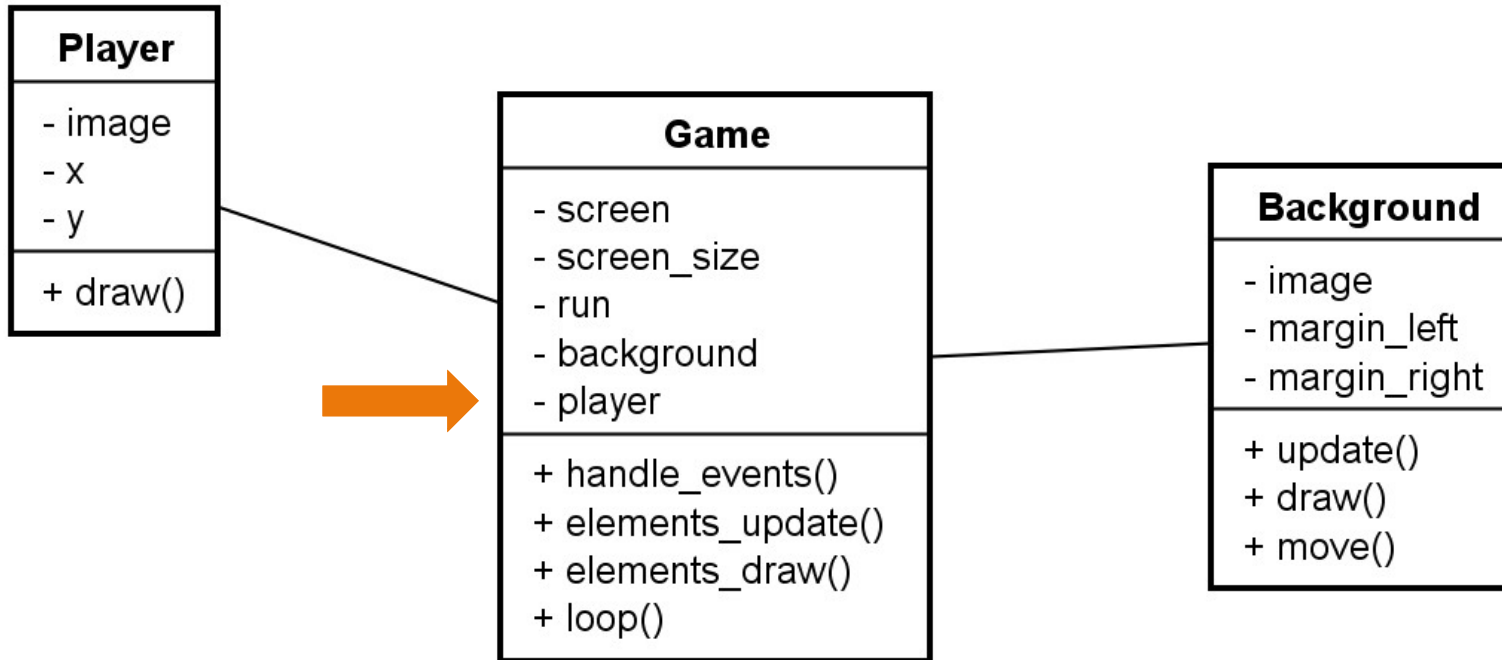 Player
- image
- x
- y
+ draw()
Game
- screen
- screen_size
- run
- background
- player
+ handle_events()
+ elements_update()
+ elements_draw()
+ loop()
Background
- image
- margin_left
- margin_right
+ update()
+ draw()
+ move()